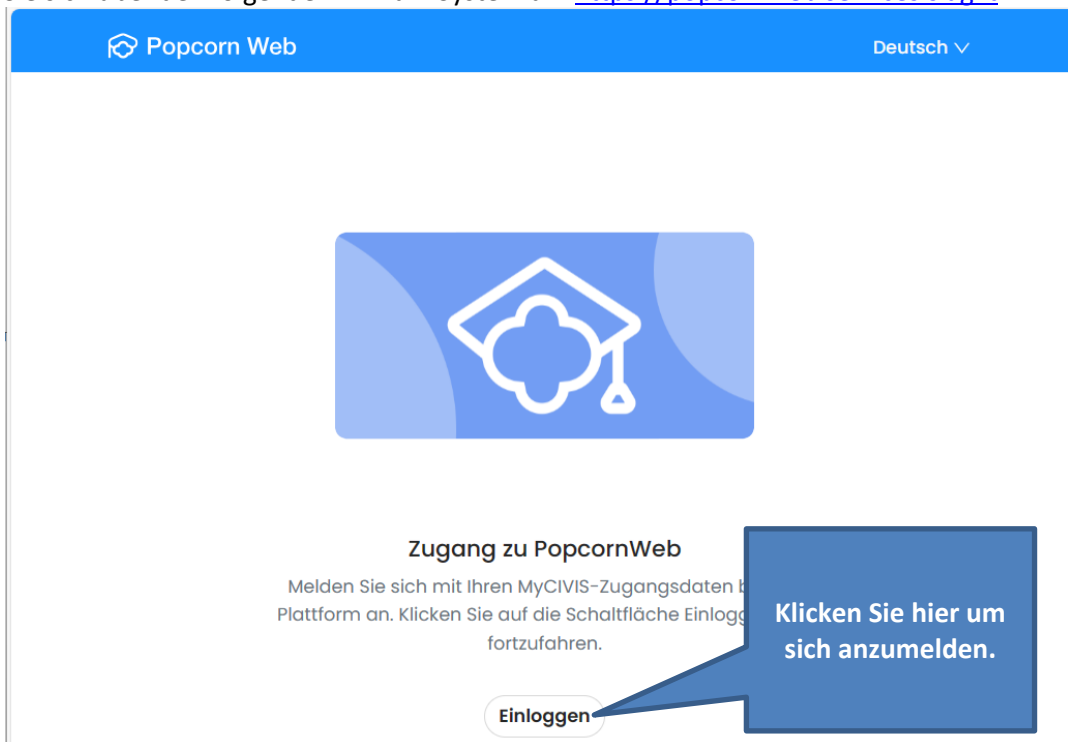 Popcorn Web
Deutsch
Zugang zu PopcornWeb
Melden Sie sich mit Ihren MyCIVIS-Zugangsdaten
Plattform an. Klicken Sie auf die Schaltfläche
fortzufahren.
Klicken Sie hier um
sich anzumelden.
Einloggen